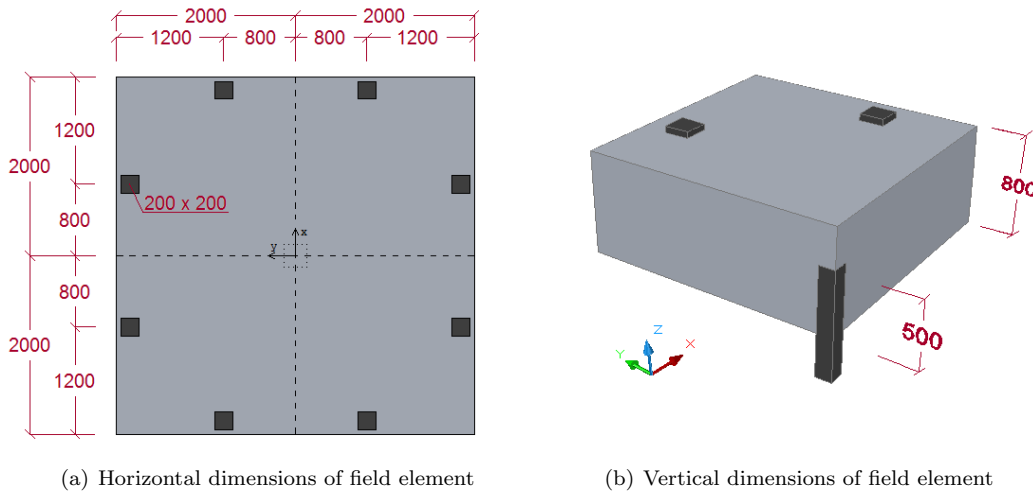 2000 2000
1200 800 800 1200
1200
2000
200 x 200
800
x
y
800
2000
1200
800
500
Z
X
Y
(a) Horizontal dimensions of field element
(b) Vertical dimensions of field element